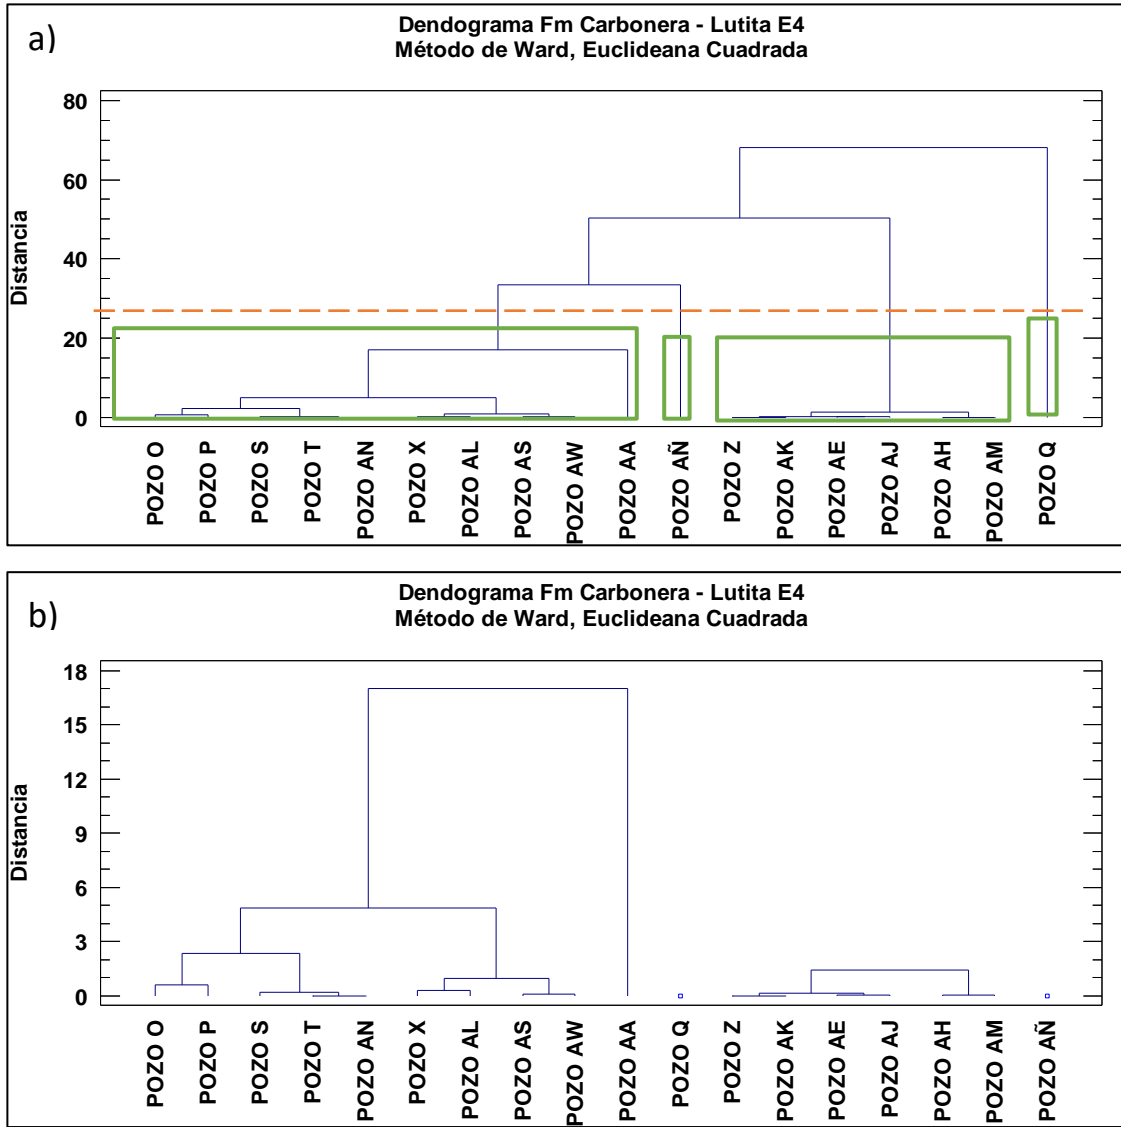 a)
Dendograma Fm Carbonera - Lutita E4
Método de Ward, Euclideana Cuadrada
Distancia
80
60
40
20
0
POZO O
POZO P
POZO S
POZO T
POZO AN
POZO X
POZO AL
POZO AS
POZO AW
POZO AA
POZO AÑ
POZO Z
POZO AK
POZO AE
POZO AJ
POZO AH
POZO AM
POZO Q
b)
Dendograma Fm Carbonera - Lutita E4
Método de Ward, Euclideana Cuadrada
Distancia
18
15
12
9
6
3
0
POZO O
POZO P
POZO S
POZO T
POZO AN
POZO X
POZO AL
POZO AS
POZO AW
POZO AA
POZO Q
POZO Z
POZO AK
POZO AE
POZO AJ
POZO AH
POZO AM
POZO AÑ